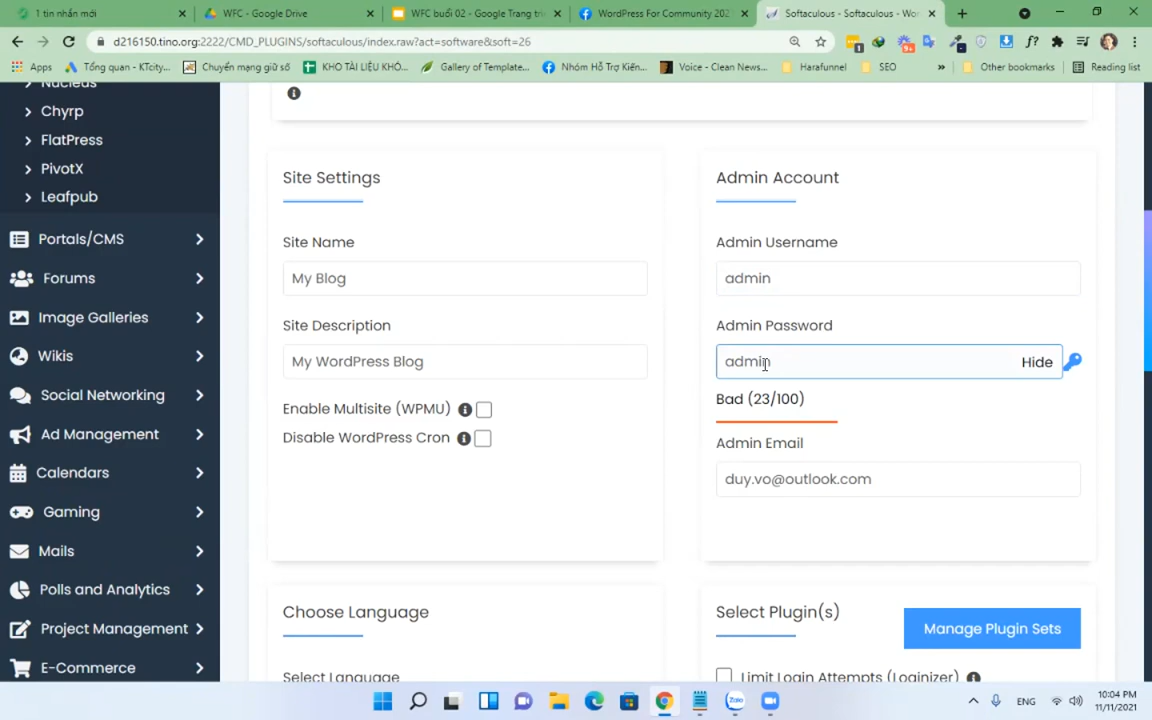 1 tin nhắn mới
WFC - Google Drive
WFC buổi 02 - Google Trang trì
WordPress For Community 202
Softaculous - Softaculous - Wor
d216150.tino.org:2222/CMD_PLUGINS/softaculous/index.raw?act=software&soft=26
Apps
Tổng quan - KTcity...
Chuyển mạng giữ số
KHO TÀI LIỆU KHÓ...
Gallery of Template...
Nhóm Hỗ Trợ Kiến...
Voice - Clean News...
Harafunnel
SEO
»
Other bookmarks
Reading list
Nucleus
Chyrp
FlatPress
PivotX
Leafpub
Portals/CMS
Forums
Image Galleries
Wikis
Social Networking
Ad Management
Calendars
Gaming
Mails
Polls and Analytics
Project Management
E-Commerce
Site Settings
Site Name
My Blog
Site Description
My WordPress Blog
Enable Multisite (WPMU)
Disable WordPress Cron
Admin Account
Admin Username
admin
Admin Password
admin
Hide
Bad (23/100)
Admin Email
duy.vo@outlook.com
Choose Language
Select Language
Select Plugin(s)
Manage Plugin Sets
Limit Login Attempts (Loginizer)
Zalo
ENG
10:04 PM
11/11/2021